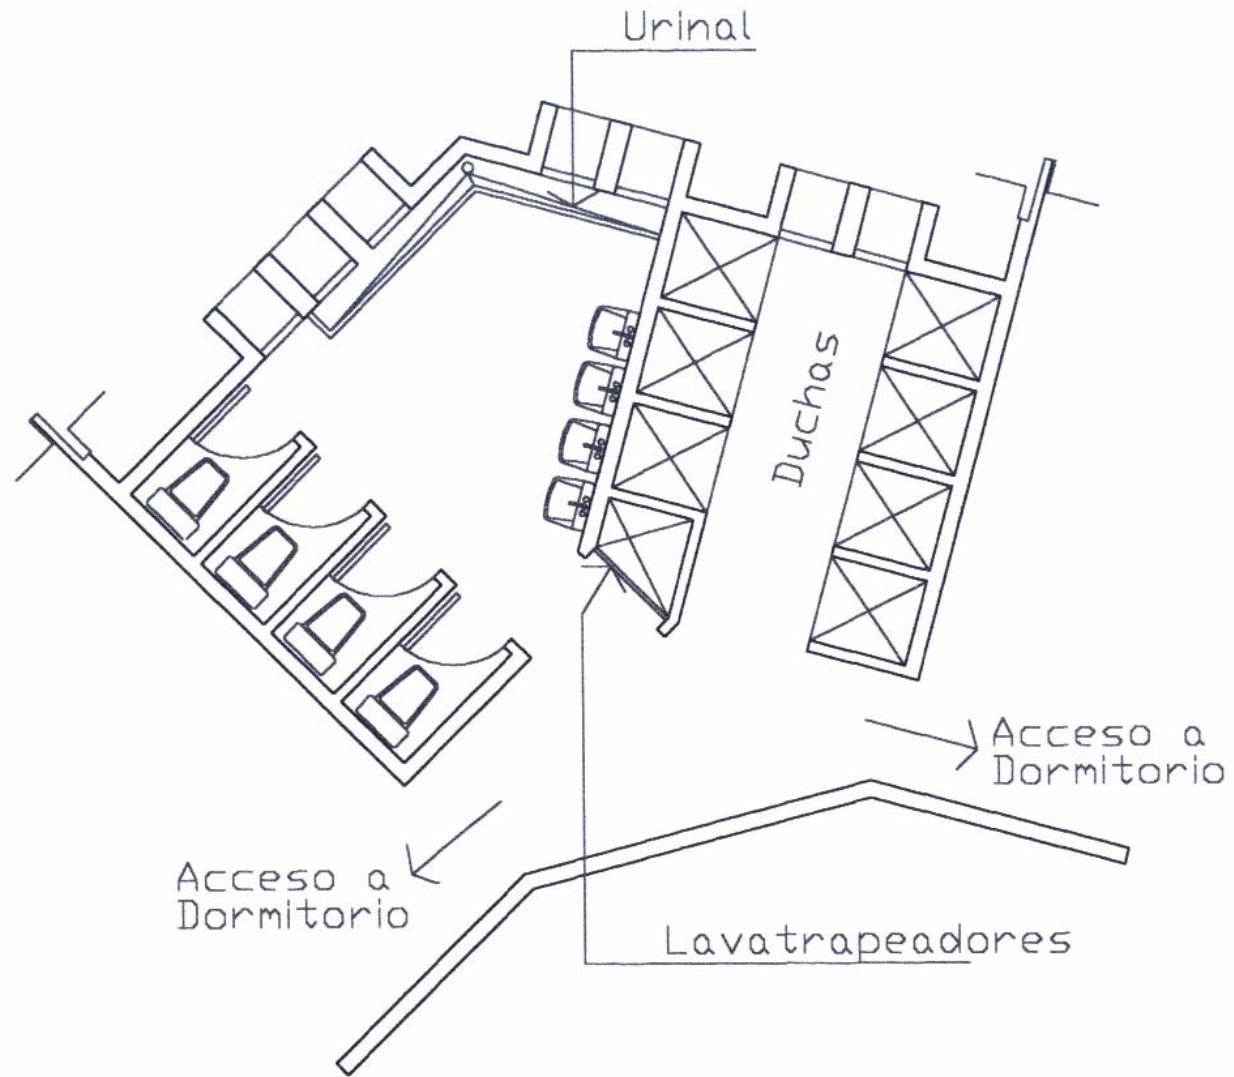 Urinal
Duchas
Acceso a
Dormitorio
Acceso a
Dormitorio
Lavatrapeadores